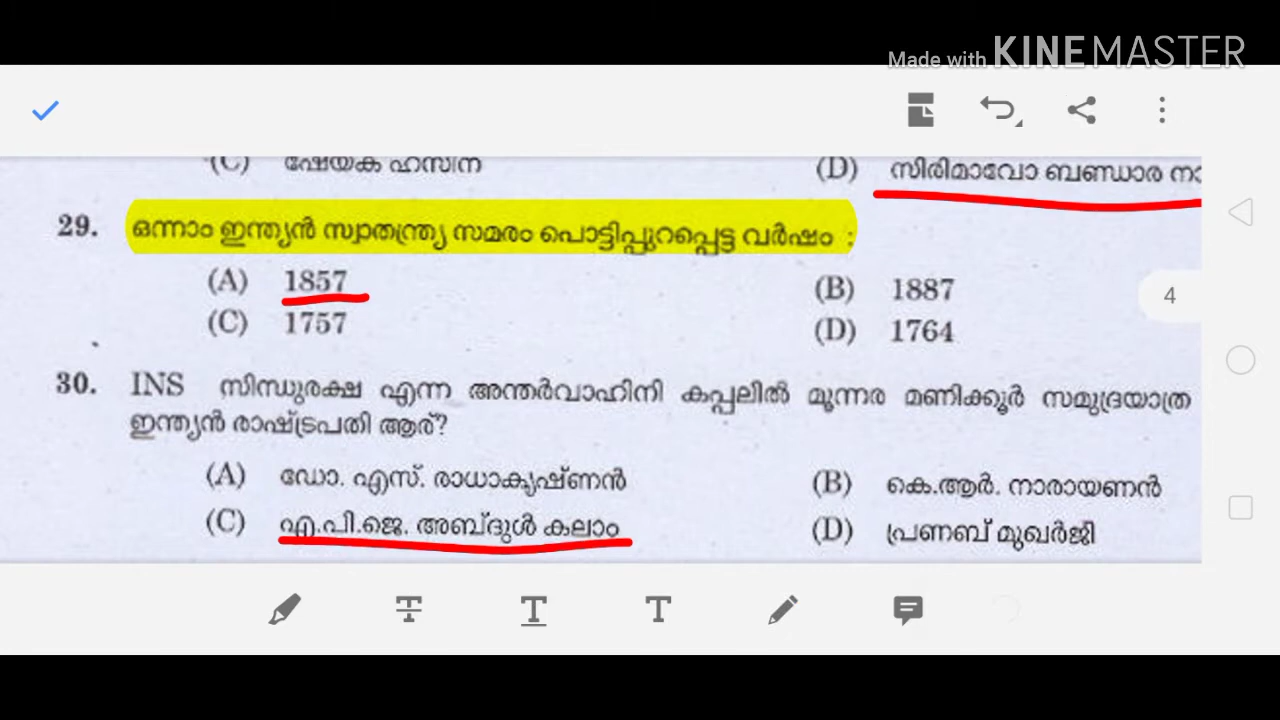 Made with KINEMASTER
(C) ഷേയ്ക് ഹസീന (D) സിരിമാവോ ബണ്ഡാര
29. ഒന്നാം ഇന്ത്യൻ സ്വാതന്ത്ര്യ സമരം പൊട്ടിപ്പുറപ്പെട്ട വർഷം :
(A) 1857 (B) 1887
4
(C) 1757 (D) 1764
30. INS സിന്ധുരക്ഷ എന്ന അന്തർവാഹിനി കപ്പലിൽ മൂന്നര മണിക്കൂർ സമുദ്രയാത്ര
ഇന്ത്യൻ രാഷ്ട്രപതി ആര്?
(A) ഡോ. എസ്. രാധാകൃഷ്ണൻ (B) കെ.ആർ. നാരായണൻ
(C) എ.പി.ജെ. അബ്ദുൾ കലാം (D) പ്രണബ് മുഖർജി